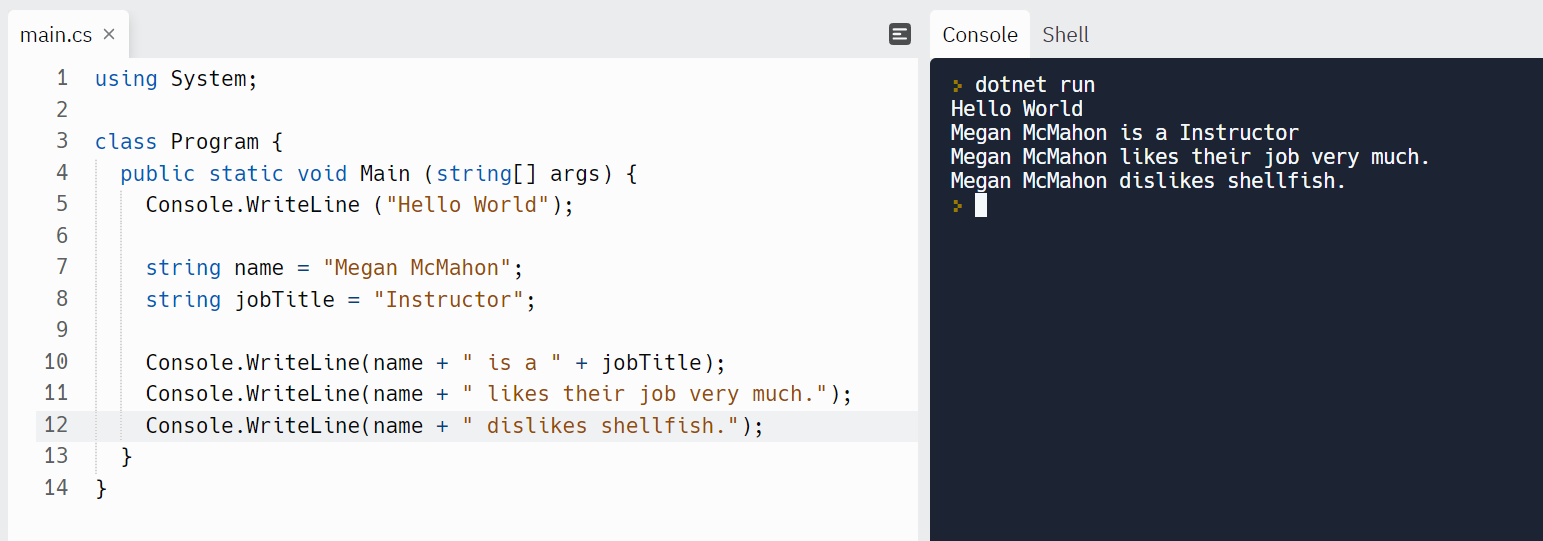 main.cs ×
1 using System;
2
3 class Program {
4   public static void Main (string[] args) {
5     Console.WriteLine ("Hello World");
6
7     string name = "Megan McMahon";
8     string jobTitle = "Instructor";
9
10     Console.WriteLine(name + " is a " + jobTitle);
11     Console.WriteLine(name + " likes their job very much.");
12     Console.WriteLine(name + " dislikes shellfish.");
13   }
14 }
Console Shell
> dotnet run
Hello World
Megan McMahon is a Instructor
Megan McMahon likes their job very much.
Megan McMahon dislikes shellfish.
>